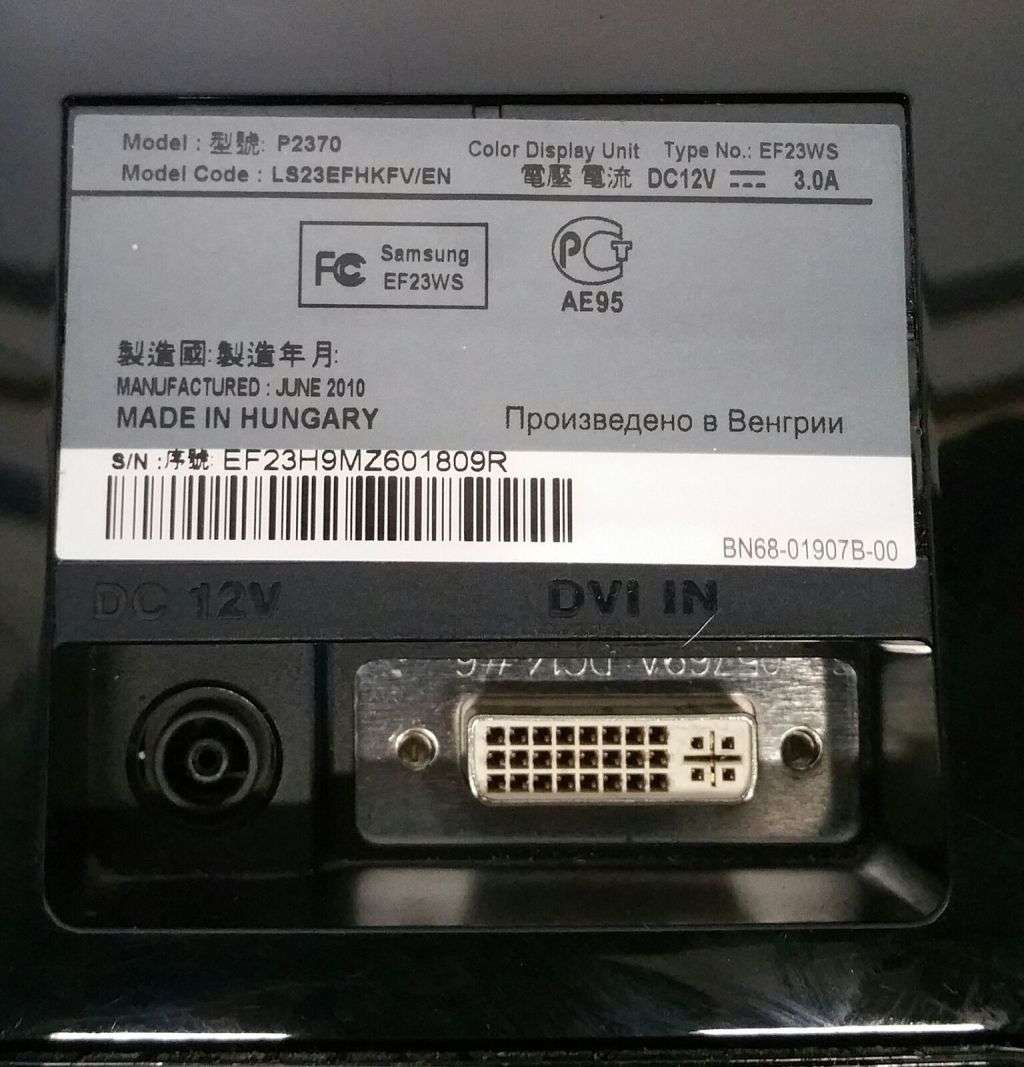 Model : 型號: P2370
Color Display Unit Type No.: EF23WS
Model Code : LS23EFHKFV/EN
電壓 電流 DC12V 3.0A
FC Samsung
EF23WS
PCT
AE95
製造國: 製造年月:
MANUFACTURED : JUNE 2010
MADE IN HUNGARY
Произведено в Венгрии
S/N : 序號: EF23H9MZ601809R
BN68-01907B-00
DC 12V
DVI IN